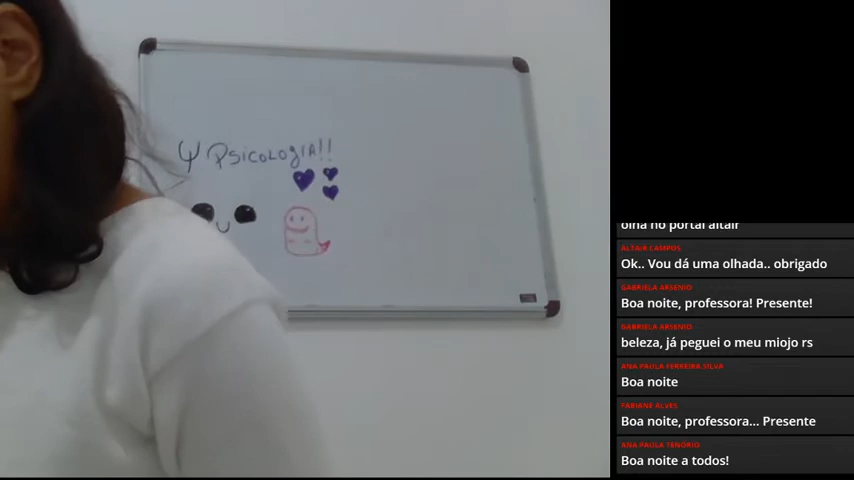 Ψ PSICOLOGIA!!
olha no portal altair
ALTAIR CAMPOS
Ok.. Vou dá uma olhada.. obrigado
GABRIELA ARSENIO
Boa noite, professora! Presente!
GABRIELA ARSENIO
beleza, já peguei o meu miojo rs
ANA PAULA FERREIRA SILVA
Boa noite
FABIANE ALVES
Boa noite, professora... Presente
ANA PAULA TENORIO
Boa noite a todos!